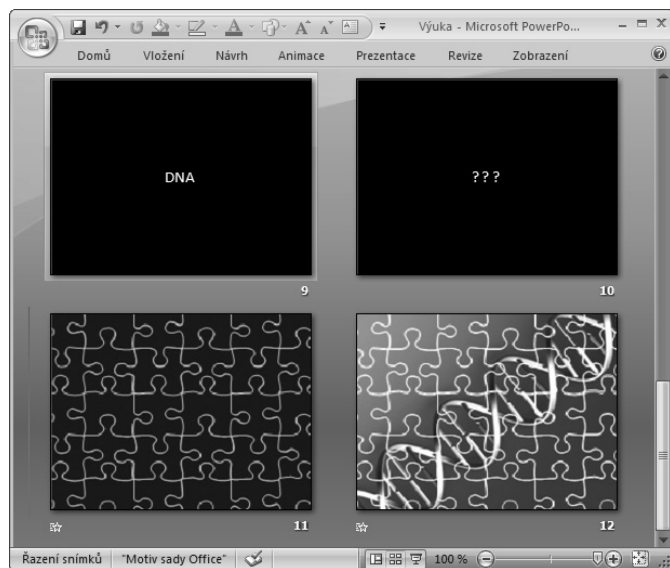 Výuka - Microsoft PowerPo...
Domů Vložení Návrh Animace Prezentace Revize Zobrazení
DNA
? ? ?
9 10
11 12
Řazení snímků "Motiv sady Office" 100 %